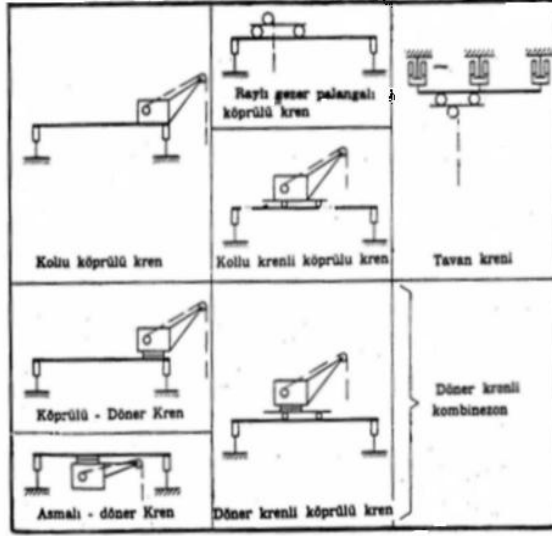 Raylı gezer palangalı
köprülü kren
Kollu köprülü kren
Kollu krenli köprülu kren
Tavan kreni
Köprülü - Döner Kren
Asmalı - döner Kren
Döner krenli köprülü kren
Döner krenli
kombinezon